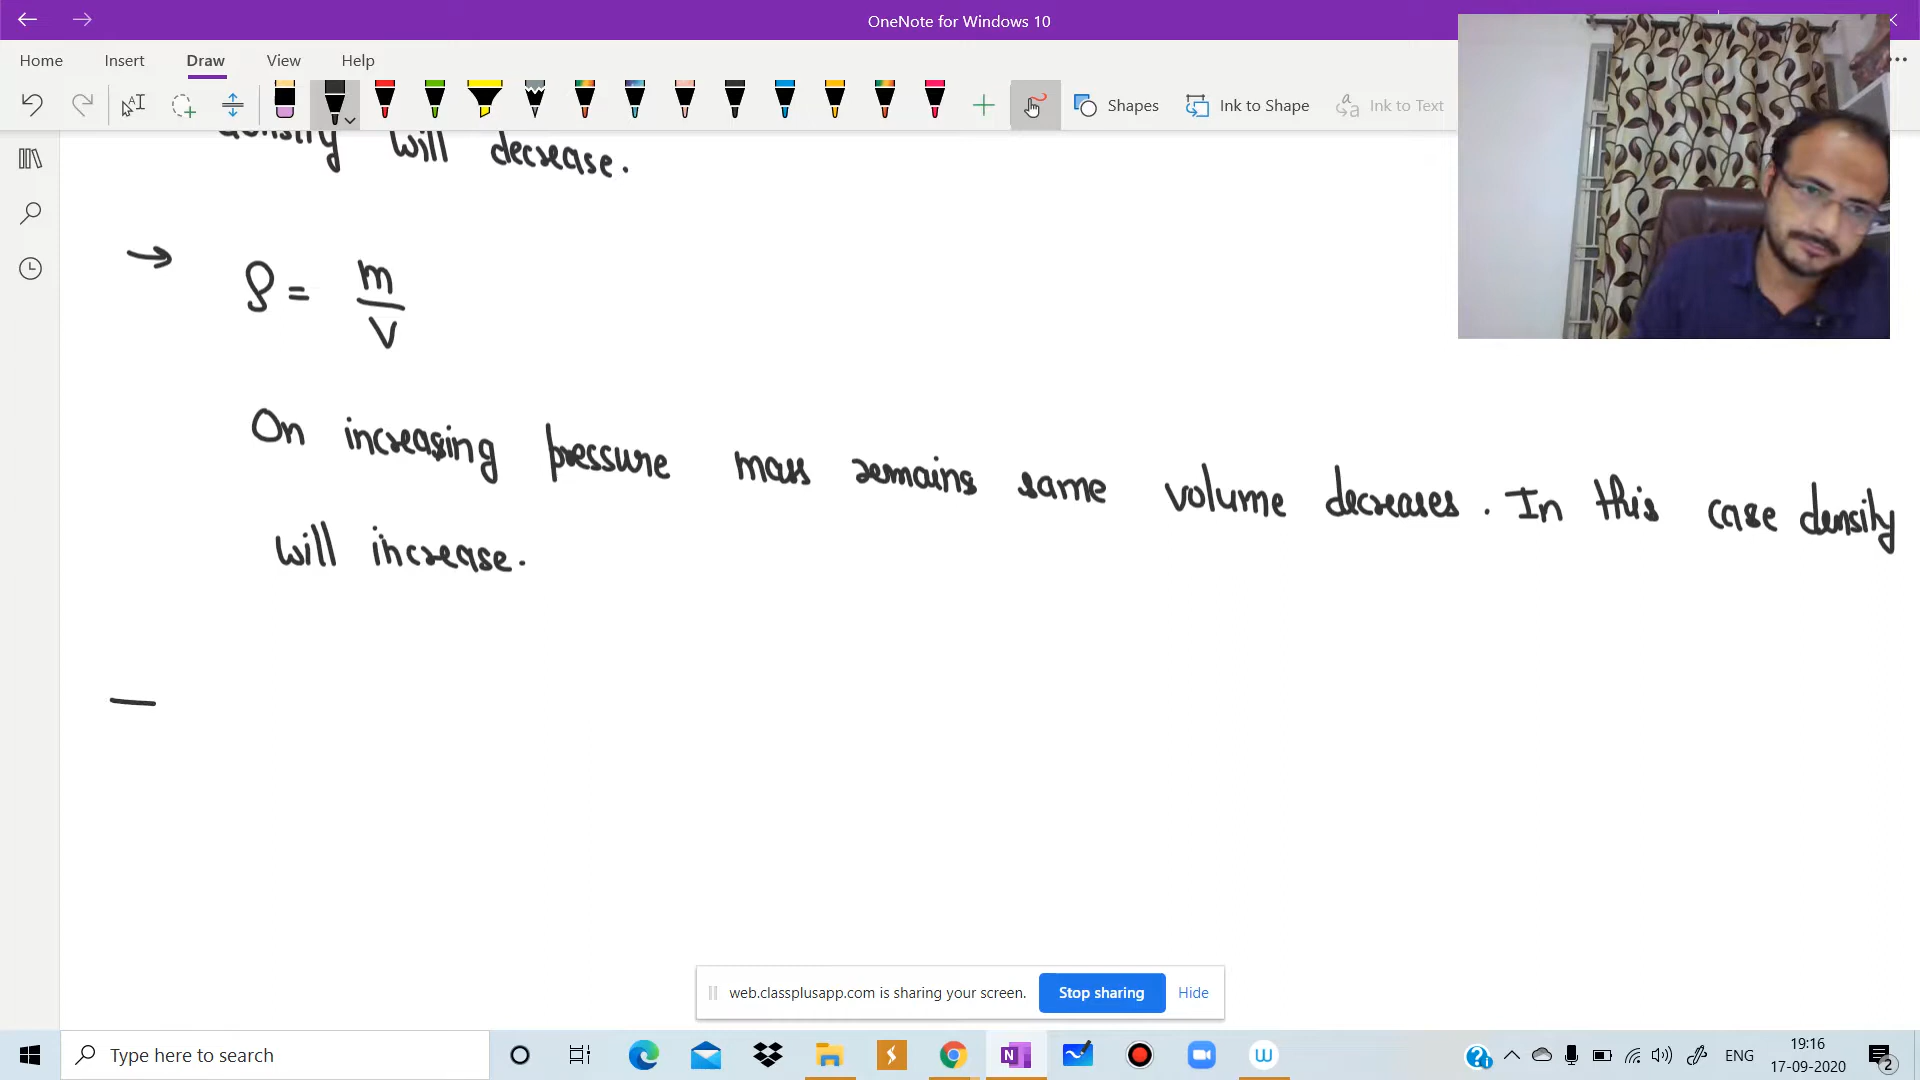 OneNote for Windows 10
Home Insert Draw View Help
Shapes Ink to Shape Ink to Text
density will decrease.
→ ρ = m/V
On increasing pressure mass remains same volume decreases. In this case density
will increase.
—
web.classplusapp.com is sharing your screen. Stop sharing Hide
Type here to search
ENG
19:16
17-09-2020
2